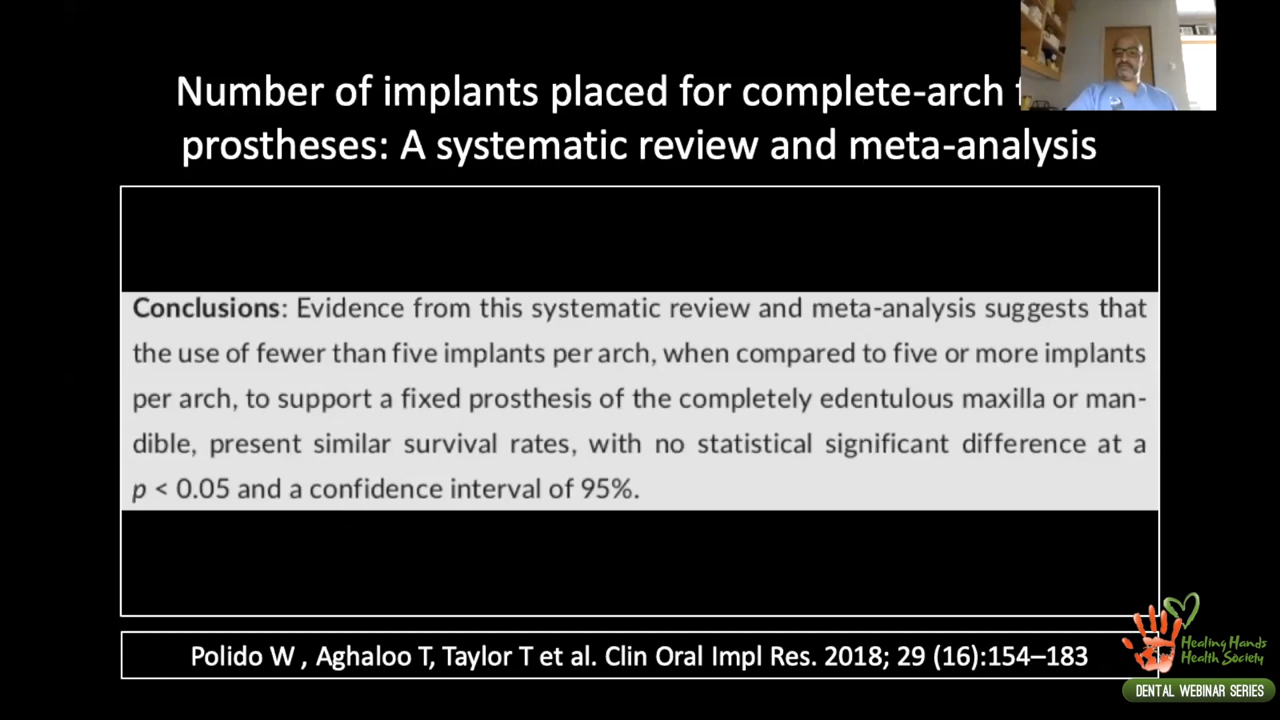 Number of implants placed for complete-arch
prostheses: A systematic review and meta-analysis
Conclusions: Evidence from this systematic review and meta-analysis suggests that
the use of fewer than five implants per arch, when compared to five or more implants
per arch, to support a fixed prosthesis of the completely edentulous maxilla or man-
dible, present similar survival rates, with no statistical significant difference at a
p < 0.05 and a confidence interval of 95%.
Polido W , Aghaloo T, Taylor T et al. Clin Oral Impl Res. 2018; 29 (16):154–183
Healing Hands
Health Society
DENTAL WEBINAR SERIES